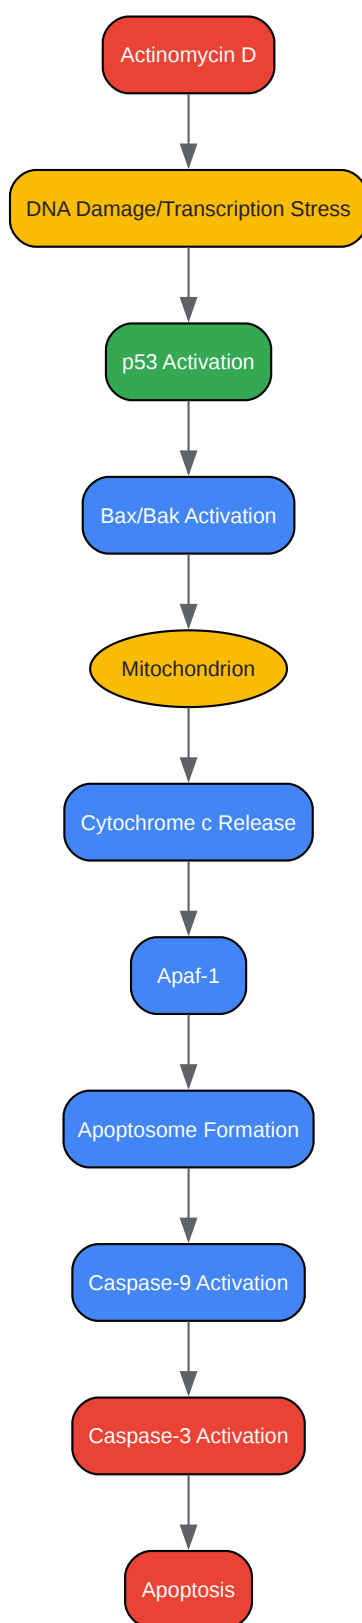 Actinomycin D
DNA Damage/Transcription Stress
p53 Activation
Bax/Bak Activation
Mitochondrion
Cytochrome c Release
Apaf-1
Apoptosome Formation
Caspase-9 Activation
Caspase-3 Activation
Apoptosis